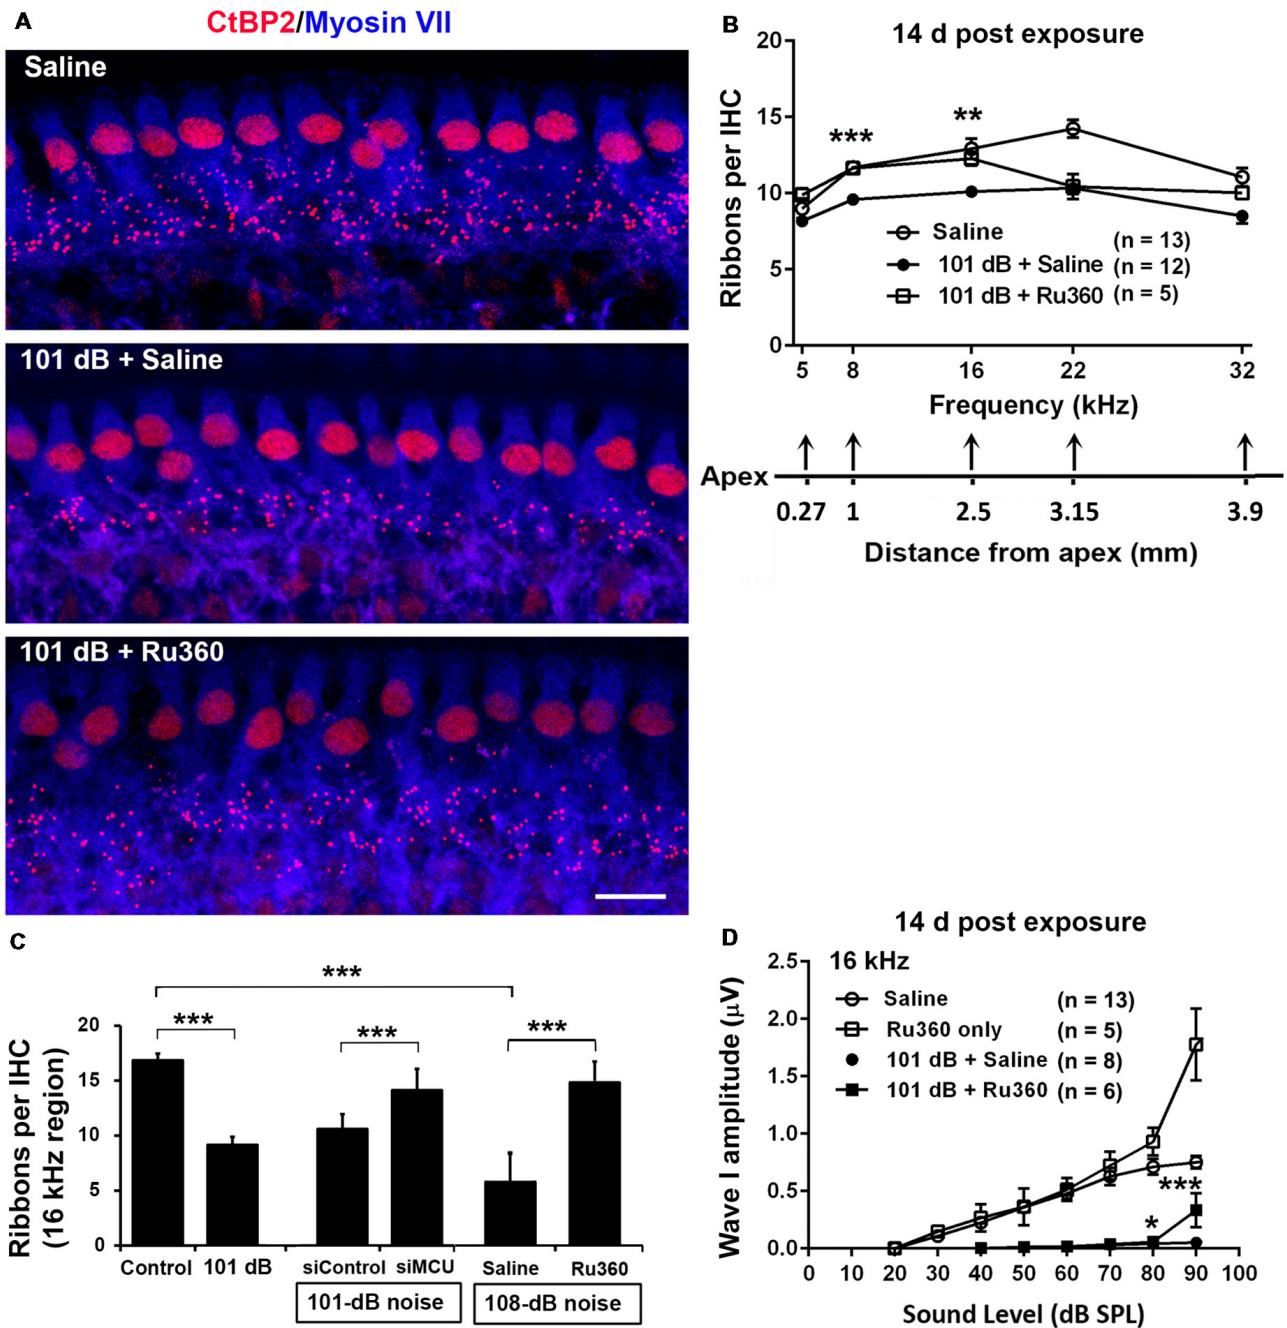 A
CtBP2/Myosin VII
Saline
101 dB + Saline
101 dB + Ru360
B
14 d post exposure
Ribbons per IHC
20
15
10
5
0
***
**
Saline (n = 13)
101 dB + Saline (n = 12)
101 dB + Ru360 (n = 5)
5 8 16 22 32
Frequency (kHz)
Apex
0.27 1 2.5 3.15 3.9
Distance from apex (mm)
C
Ribbons per IHC
(16 kHz region)
20
15
10
5
0
***
*** *** ***
Control 101 dB siControl siMCU Saline Ru360
101-dB noise 108-dB noise
D
14 d post exposure
16 kHz
Wave I amplitude (μV)
2.5
2.0
1.5
1.0
0.5
0.0
Saline (n = 13)
Ru360 only (n = 5)
101 dB + Saline (n = 8)
101 dB + Ru360 (n = 6)
***
*
0 10 20 30 40 50 60 70 80 90 100
Sound Level (dB SPL)